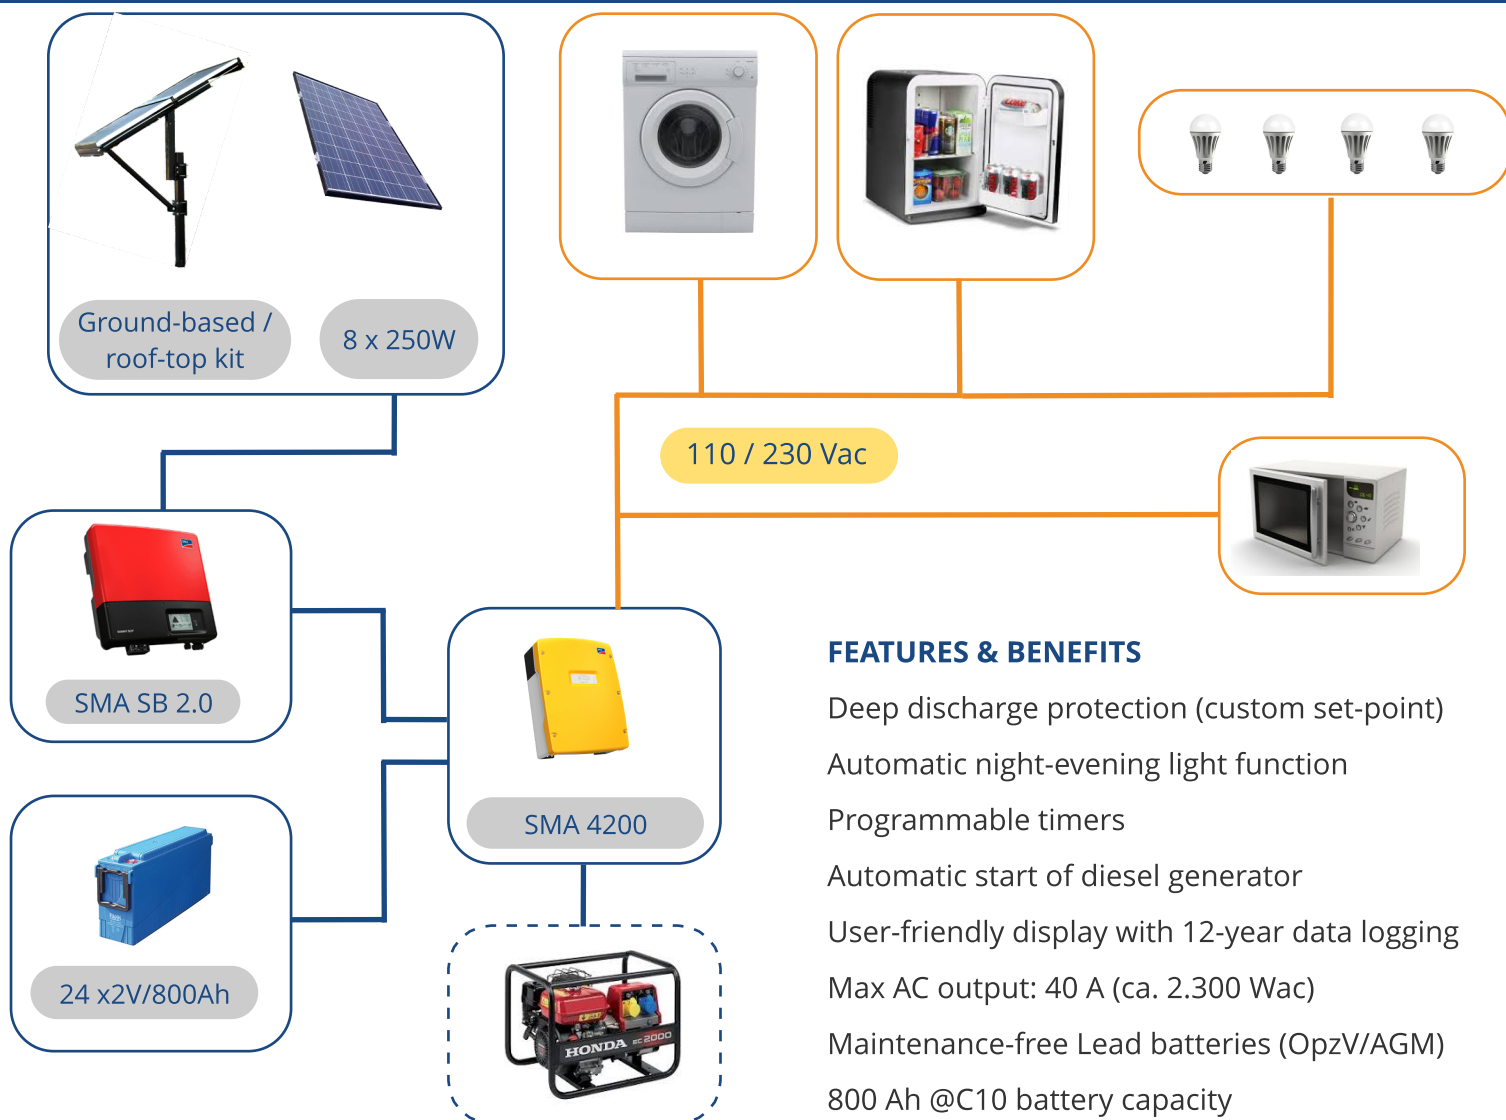 Ground-based /
roof-top kit
8 x 250W
110 / 230 Vac
SMA SB 2.0
SMA 4200
24 x2V/800Ah
HONDA EC2000
FEATURES & BENEFITS
Deep discharge protection (custom set-point)
Automatic night-evening light function
Programmable timers
Automatic start of diesel generator
User-friendly display with 12-year data logging
Max AC output: 40 A (ca. 2.300 Wac)
Maintenance-free Lead batteries (OpzV/AGM)
800 Ah @C10 battery capacity